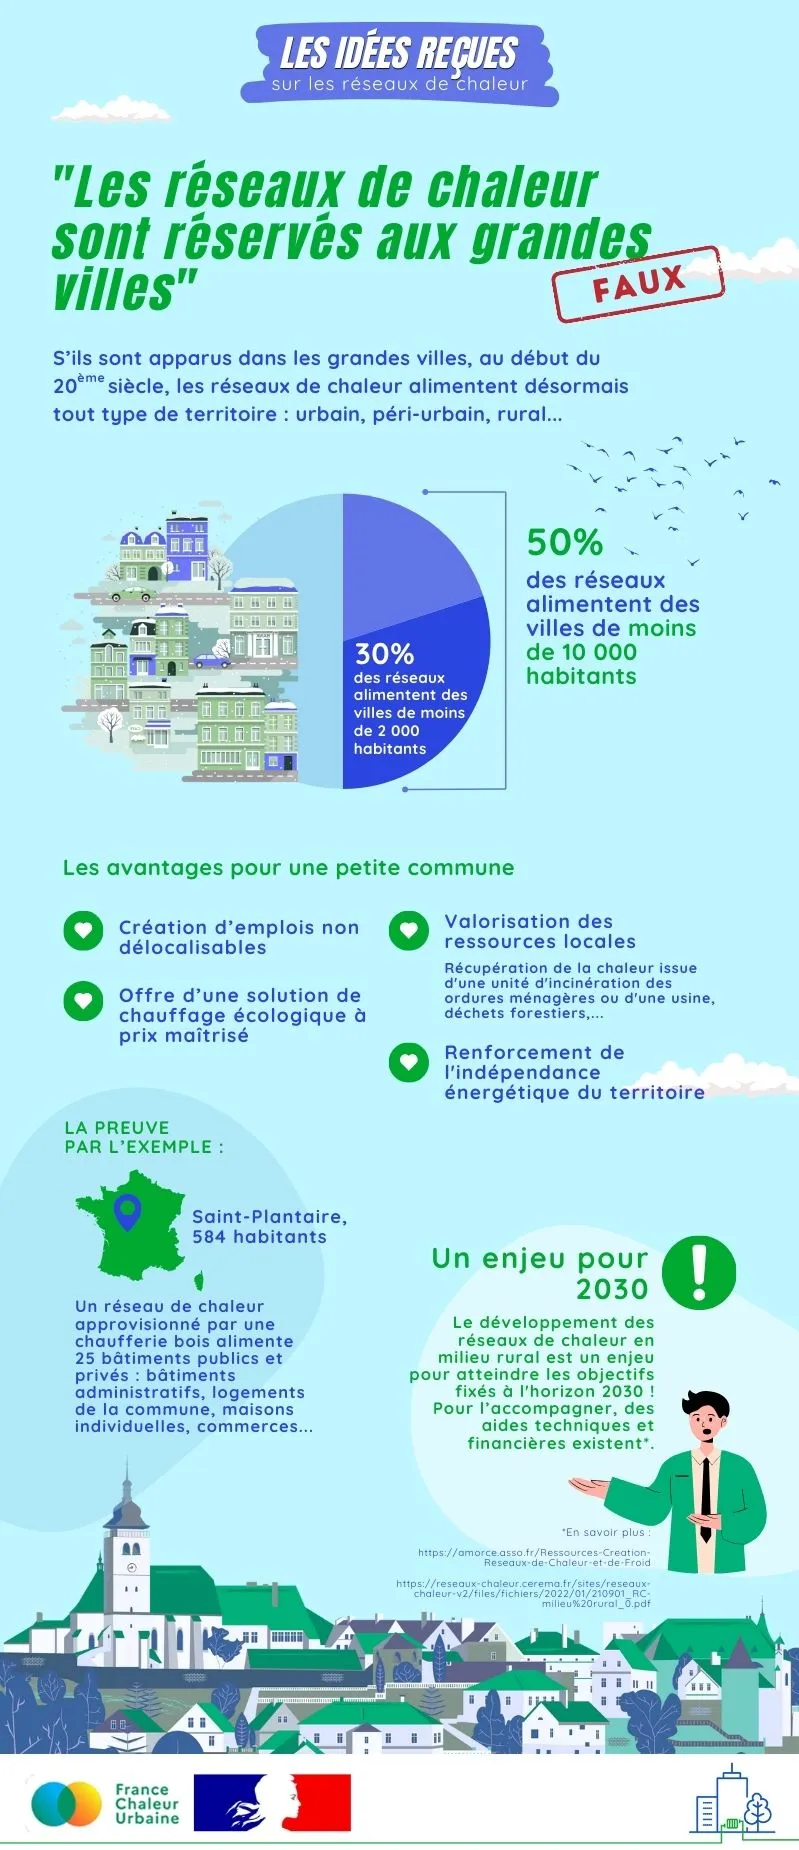 LES IDÉES REÇUES
sur les réseaux de chaleur
"Les réseaux de chaleur
sont réservés aux grandes
villes"
FAUX
S'ils sont apparus dans les grandes villes, au début du
20ème siècle, les réseaux de chaleur alimentent désormais
tout type de territoire : urbain, péri-urbain, rural...
50%
des réseaux
alimentent des
villes de moins
de 10 000
habitants
30%
des réseaux
alimentent des
villes de moins
de 2 000
habitants
Les avantages pour une petite commune
Création d'emplois non
délocalisables
Offre d'une solution de
chauffage écologique à
prix maîtrisé
Valorisation des
ressources locales
Récupération de la chaleur issue
d'une unité d'incinération des
ordures ménagères ou d'une usine,
déchets forestiers,...
Renforcement de
l'indépendance
énergétique du territoire
LA PREUVE
PAR L'EXEMPLE :
Saint-Plantaire,
584 habitants
Un réseau de chaleur
approvisionné par une
chaufferie bois alimente
25 bâtiments publics et
privés : bâtiments
administratifs, logements
de la commune, maisons
individuelles, commerces...
Un enjeu pour
2030
Le développement des
réseaux de chaleur en
milieu rural est un enjeu
pour atteindre les objectifs
fixés à l'horizon 2030 !
Pour l'accompagner, des
aides techniques et
financières existent*.
*En savoir plus :
https://amorce.asso.fr/Ressources-Creation-
Reseaux-de-Chaleur-et-de-Froid
https://reseaux-chaleur.cerema.fr/sites/reseaux-
chaleur-v2/files/fichiers/2022/01/210901_RC-
milieu%20rural_0.pdf
France
Chaleur
Urbaine